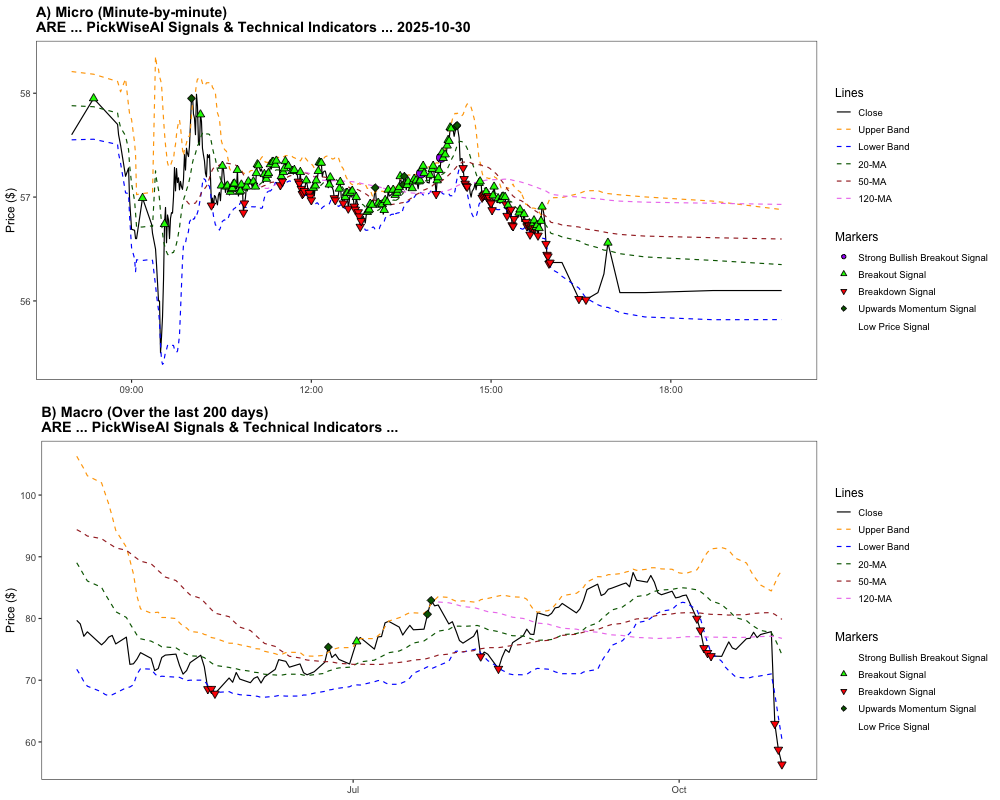 A) Micro (Minute-by-minute)
ARE ... PickWiseAI Signals & Technical Indicators ... 2025-10-30
Price ($)
58
57
56
09:00
12:00
15:00
18:00
Lines
Close
Upper Band
Lower Band
20-MA
50-MA
120-MA
Markers
Strong Bullish Breakout Signal
Breakout Signal
Breakdown Signal
Upwards Momentum Signal
Low Price Signal
B) Macro (Over the last 200 days)
ARE ... PickWiseAI Signals & Technical Indicators ...
Price ($)
100
90
80
70
60
Jul
Oct
Lines
Close
Upper Band
Lower Band
20-MA
50-MA
120-MA
Markers
Strong Bullish Breakout Signal
Breakout Signal
Breakdown Signal
Upwards Momentum Signal
Low Price Signal